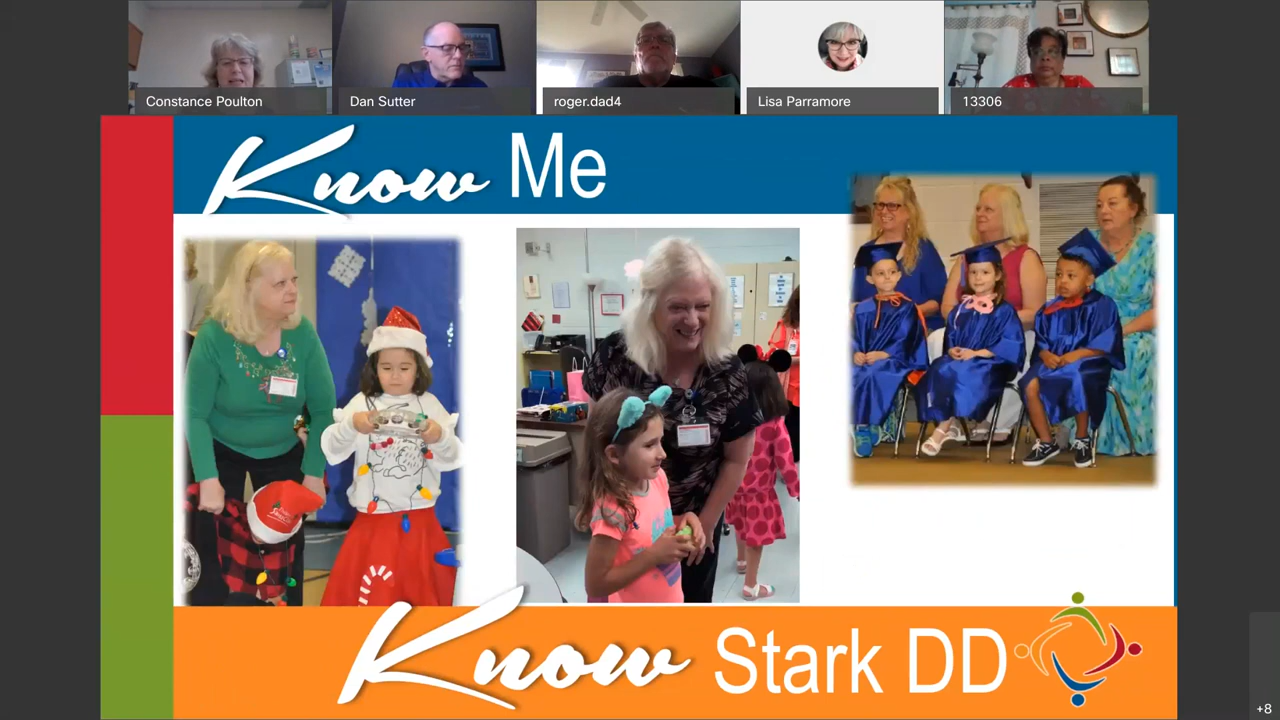 Constance Poulton
Dan Sutter
roger.dad4
Lisa Parramore
13306
Know Me
Know Stark DD
+8